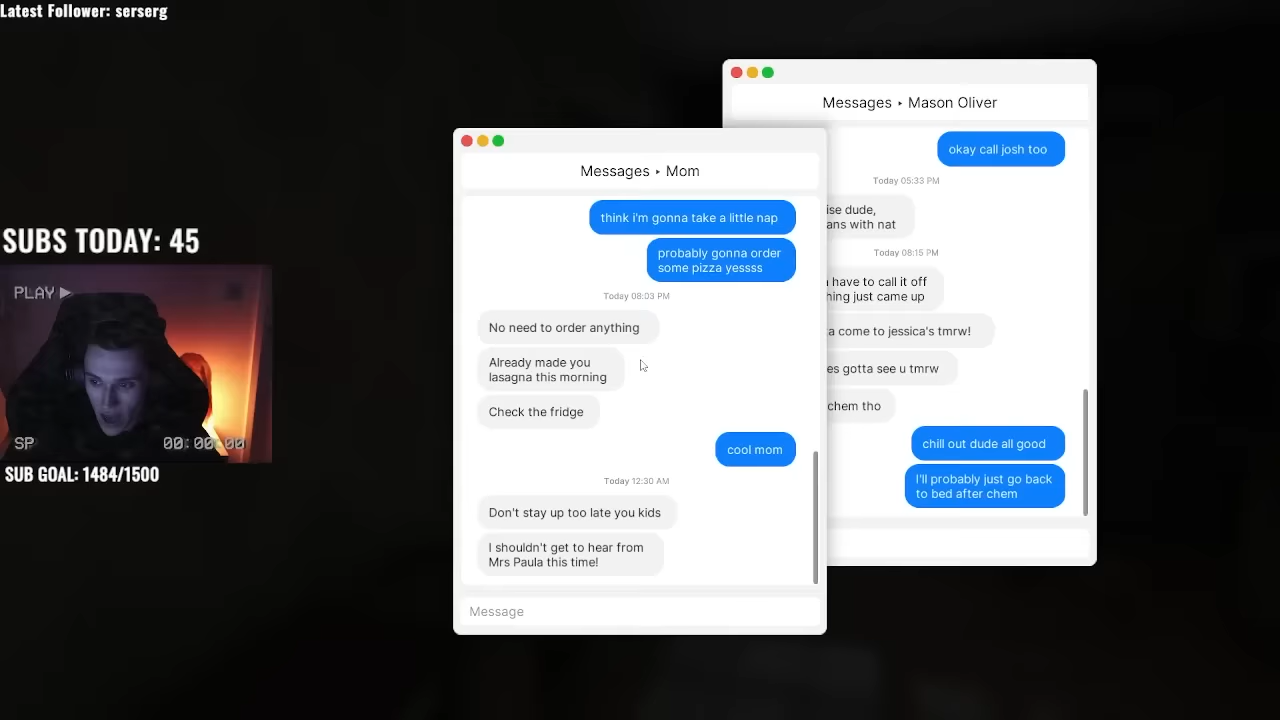 Latest Follower: serserg
SUBS TODAY: 45
PLAY
SP
00:00:00
SUB GOAL: 1484/1500
Messages ‣ Mom
think i'm gonna take a little nap
probably gonna order
some pizza yessss
Today 08:03 PM
No need to order anything
Already made you
lasagna this morning
Check the fridge
cool mom
Today 12:30 AM
Don't stay up too late you kids
I shouldn't get to hear from
Mrs Paula this time!
Message
Messages ‣ Mason Oliver
okay call josh too
Today 05:33 PM
dude,
with nat
Today 08:15 PM
have to call it off
just came up
come to jessica's tmrw!
gotta see u tmrw
chem tho
chill out dude all good
I'll probably just go back
to bed after chem